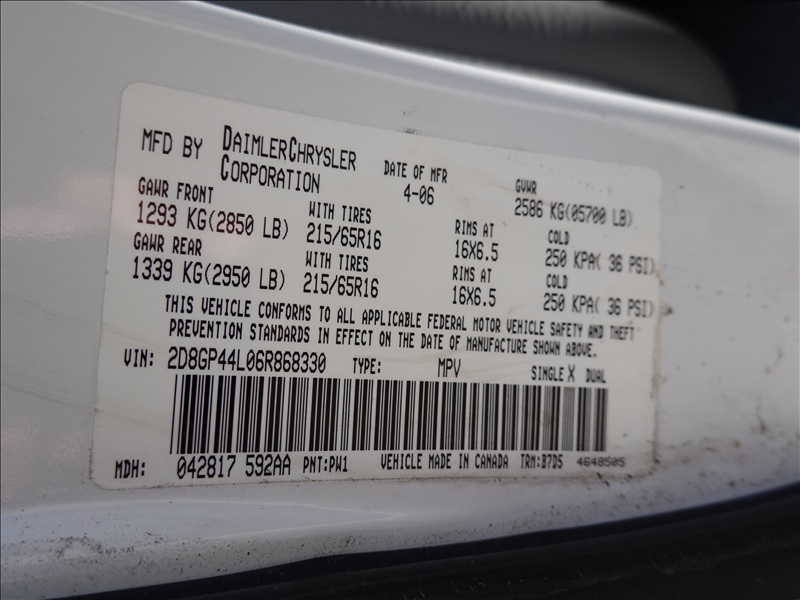 MFD BY DAIMLERCHRYSLER CORPORATION DATE OF MFR 4-06 GVWR 2586 KG(05700 LB)
GAWR FRONT WITH TIRES RIMS AT COLD
1293 KG(2850 LB) 215/65R16 16X6.5 250 KPA( 36 PSI)
GAWR REAR WITH TIRES RIMS AT COLD
1339 KG(2950 LB) 215/65R16 16X6.5 250 KPA( 36 PSI)
THIS VEHICLE CONFORMS TO ALL APPLICABLE FEDERAL MOTOR VEHICLE SAFETY AND THEFT
PREVENTION STANDARDS IN EFFECT ON THE DATE OF MANUFACTURE SHOWN ABOVE.
VIN: 2D8GP44L06R868330 TYPE: MPV SINGLE X DUAL
MDH: 042817 592AA PNT:PW1 VEHICLE MADE IN CANADA TRM:B7D5 4648505